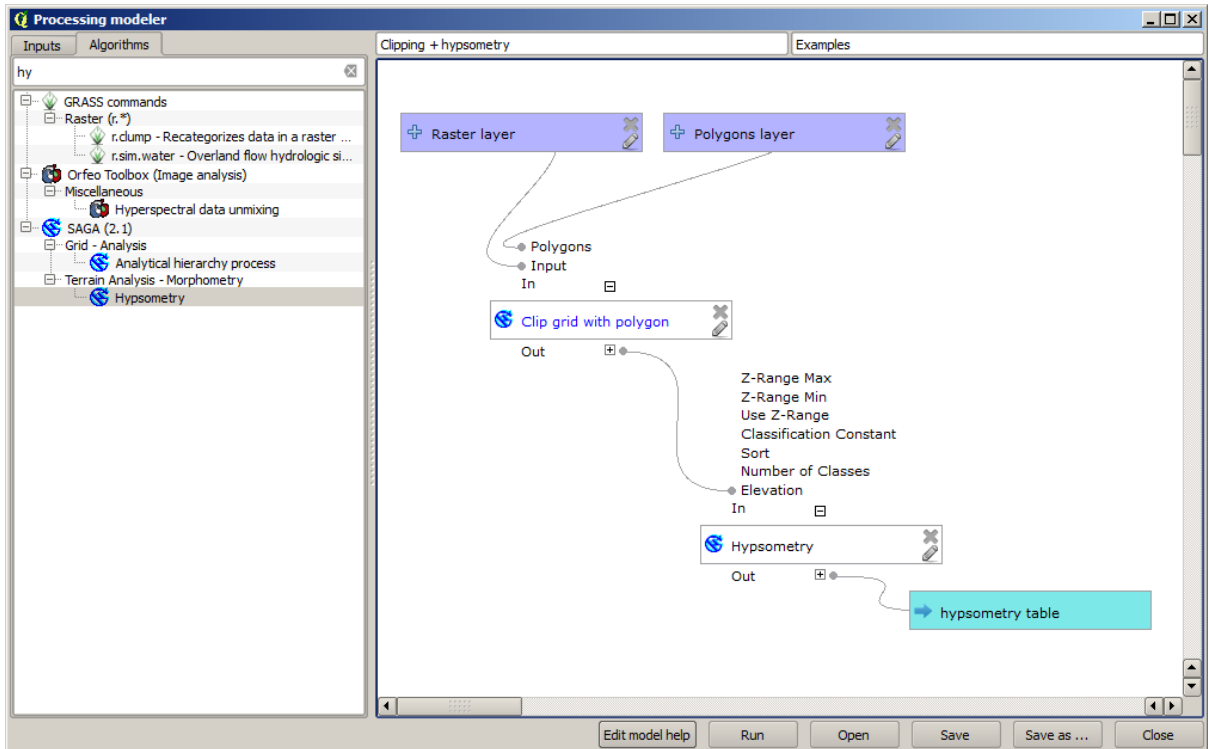 Processing modeler
Inputs
Algorithms
Clipping + hypsometry
Examples
hy
GRASS commands
Raster (r.*)
r.clump - Recategorizes data in a raster ...
r.sim.water - Overland flow hydrologic si...
Orfeo Toolbox (Image analysis)
Miscellaneous
Hyperspectral data unmixing
SAGA (2.1)
Grid - Analysis
Analytical hierarchy process
Terrain Analysis - Morphometry
Hypsometry
Raster layer
Polygons layer
Polygons
Input
In
Clip grid with polygon
Out
Z-Range Max
Z-Range Min
Use Z-Range
Classification Constant
Sort
Number of Classes
Elevation
In
Hypsometry
Out
hypsometry table
Edit model help
Run
Open
Save
Save as ...
Close